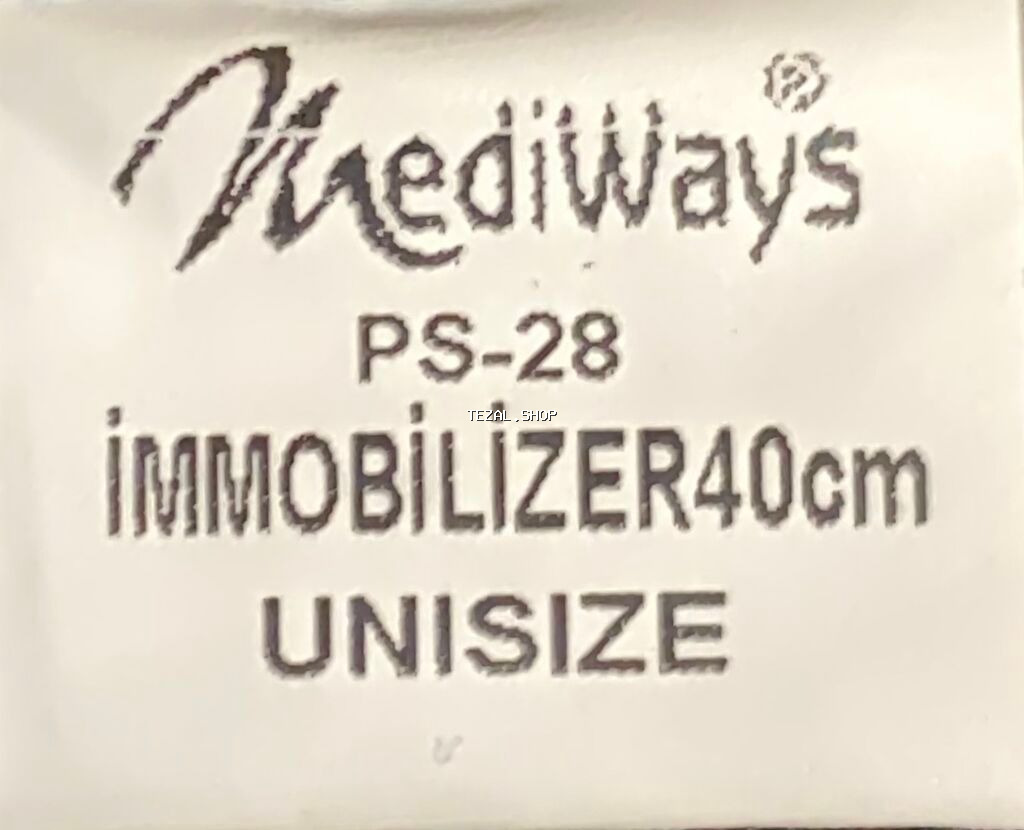 MediWays®
PS-28
TEZAL.SHOP
İMMOBİLİZER40cm
UNISIZE